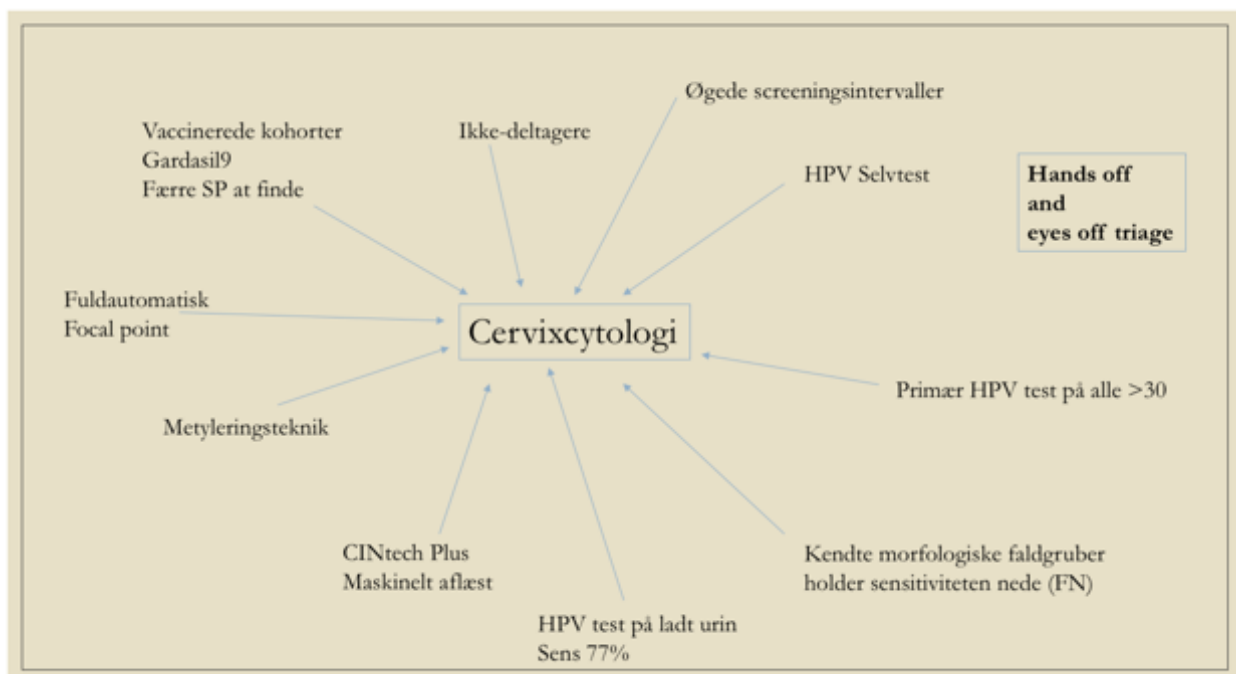 Øgede screeningsintervaller
Vaccinerede kohorter
Gardasil9
Færre SP at finde
Ikke-deltagere
HPV Selvtest
Hands off
and
eyes off triage
Fuldautomatisk
Focal point
Cervixcytologi
Primær HPV test på alle >30
Metyleringsteknik
CINtech Plus
Maskinelt aflæst
Kendte morfologiske faldgruber
holder sensitiviteten nede (FN)
HPV test på ladt urin
Sens 77%